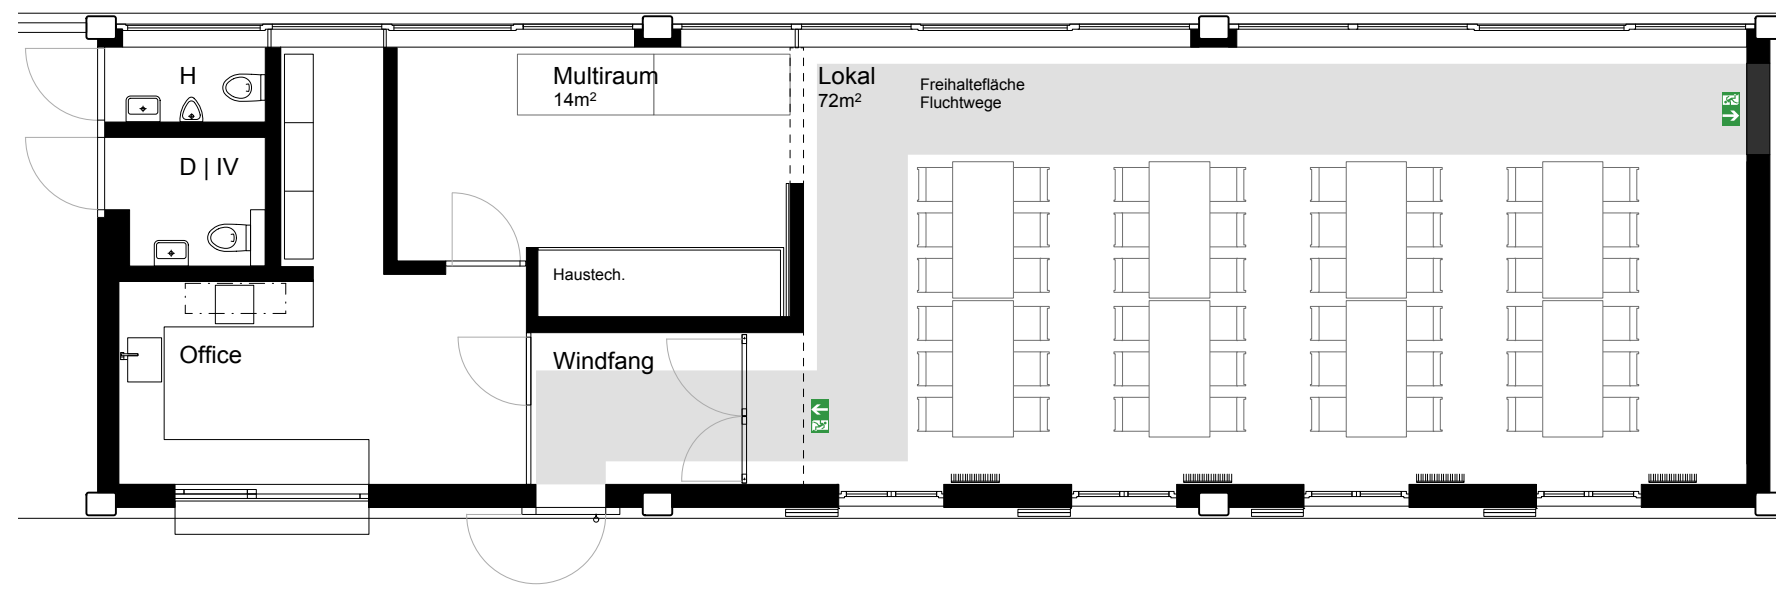 H
Multiraum
14m²
Lokal
72m²
Freihaltefläche
Fluchtwege
D | IV
Haustech.
Office
Windfang